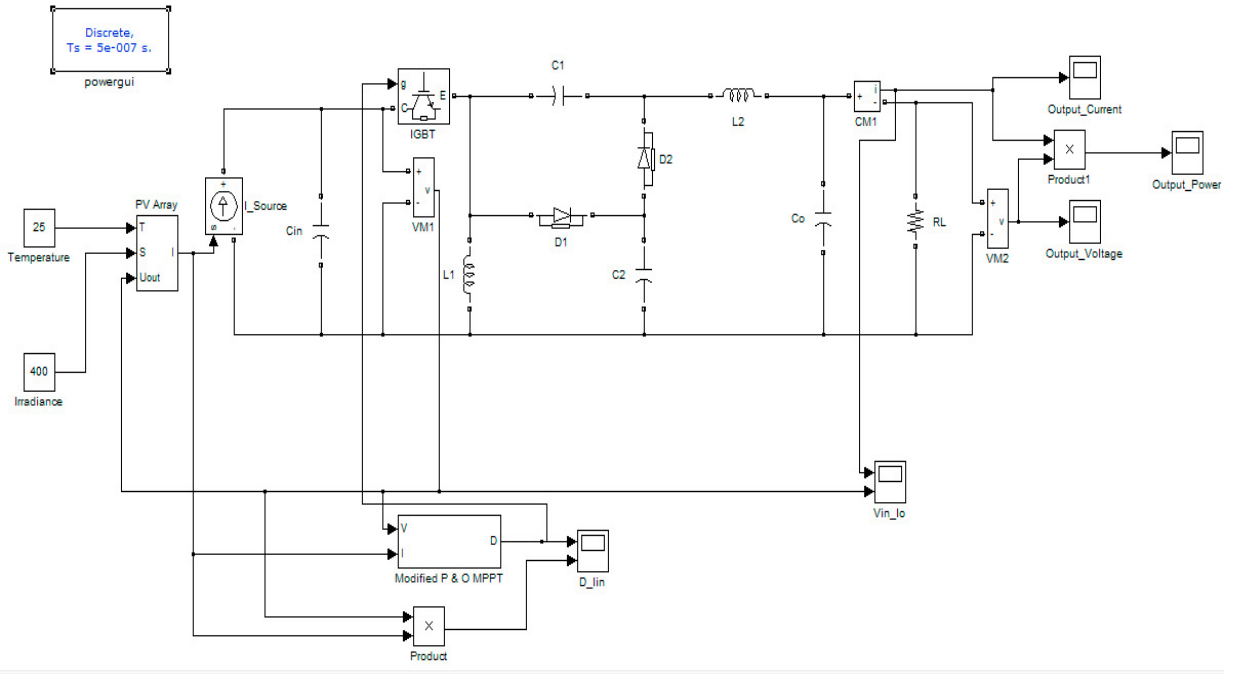 Discrete,
Ts = 5e-007 s.
powergui
g
C
E
IGBT
C1
L2
+
i
-
CM1
Output_Current
×
Product1
Output_Power
D2
+
v
-
VM1
D1
PV Array
+
I_Source
s
-
Cin
25
Temperature
T
S
I
Uout
L1
C2
Co
RL
+
v
-
VM2
Output_Voltage
400
Irradiance
Vin_Io
V
I
D
Modified P & O MPPT
D_Iin
×
Product